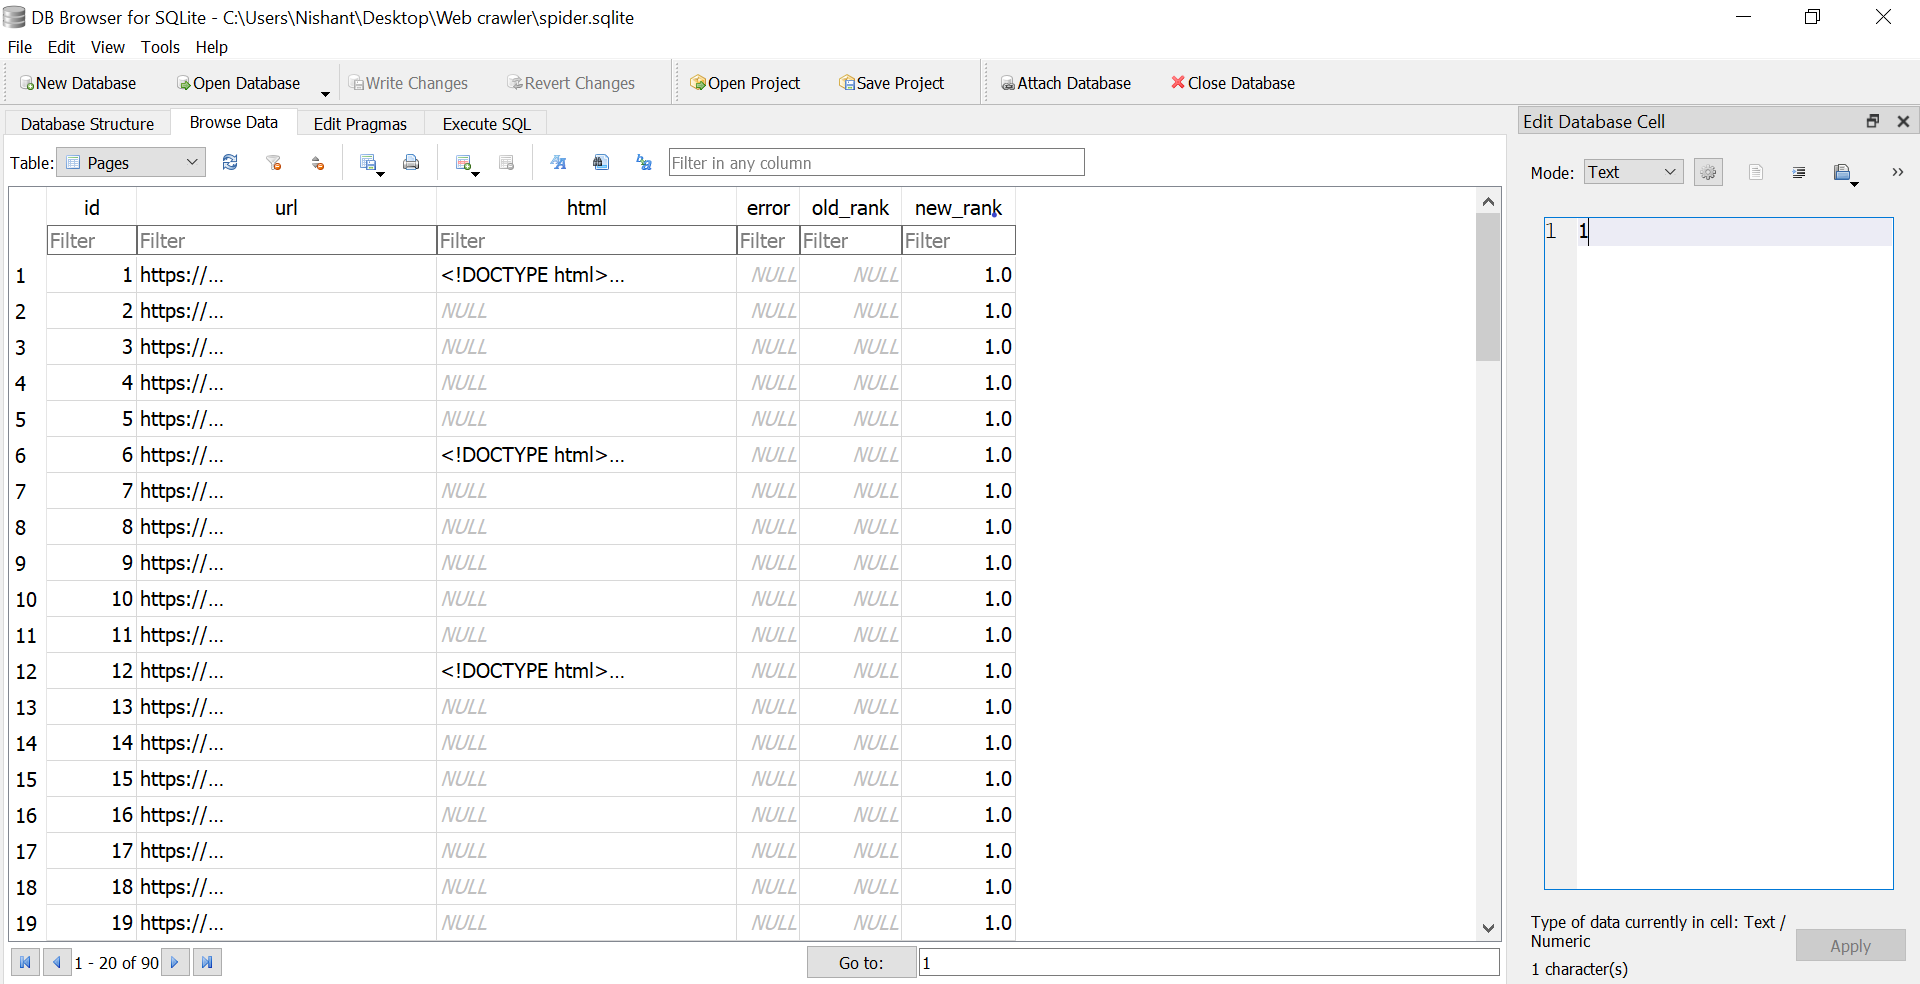 DB Browser for SQLite - C:\Users\Nishant\Desktop\Web crawler\spider.sqlite
File Edit View Tools Help
New Database Open Database Write Changes Revert Changes Open Project Save Project Attach Database Close Database
Database Structure Browse Data Edit Pragmas Execute SQL
Table: Pages Filter in any column
id url html error old_rank new_rank
Filter Filter Filter Filter Filter Filter
1 1 https://... <!DOCTYPE html>... NULL NULL 1.0
2 2 https://... NULL NULL NULL 1.0
3 3 https://... NULL NULL NULL 1.0
4 4 https://... NULL NULL NULL 1.0
5 5 https://... NULL NULL NULL 1.0
6 6 https://... <!DOCTYPE html>... NULL NULL 1.0
7 7 https://... NULL NULL NULL 1.0
8 8 https://... NULL NULL NULL 1.0
9 9 https://... NULL NULL NULL 1.0
10 10 https://... NULL NULL NULL 1.0
11 11 https://... NULL NULL NULL 1.0
12 12 https://... <!DOCTYPE html>... NULL NULL 1.0
13 13 https://... NULL NULL NULL 1.0
14 14 https://... NULL NULL NULL 1.0
15 15 https://... NULL NULL NULL 1.0
16 16 https://... NULL NULL NULL 1.0
17 17 https://... NULL NULL NULL 1.0
18 18 https://... NULL NULL NULL 1.0
19 19 https://... NULL NULL NULL 1.0
1 - 20 of 90 Go to: 1
Edit Database Cell
Mode: Text
1 1
Type of data currently in cell: Text /
Numeric
1 character(s)
Apply